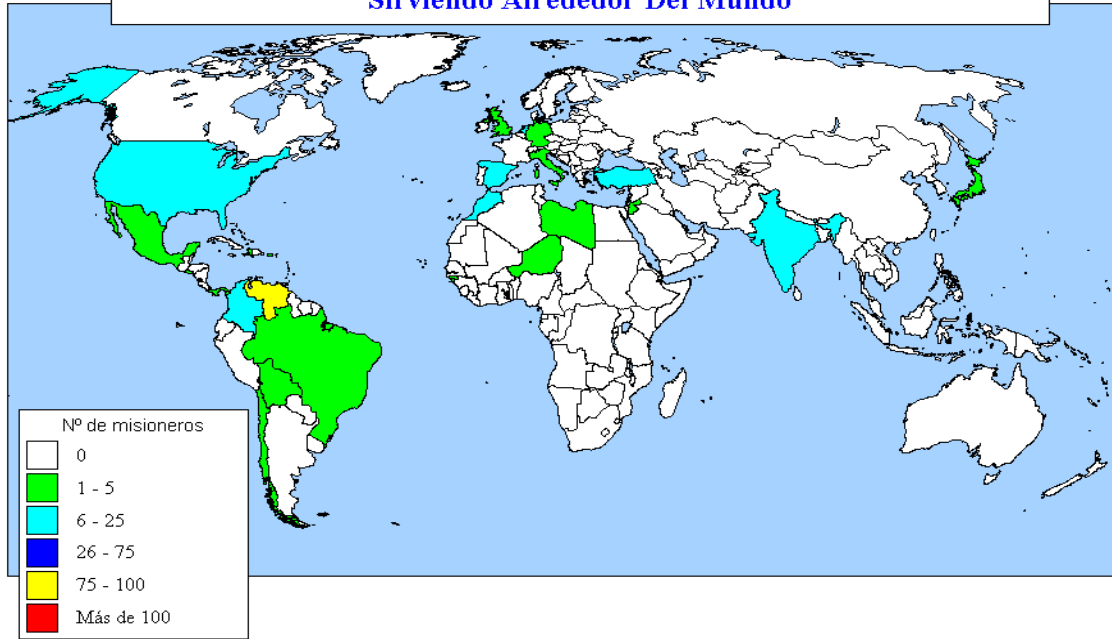 Sirviendo Alrededor Del Mundo
Nº de misioneros
0
1 - 5
6 - 25
26 - 75
75 - 100
Más de 100